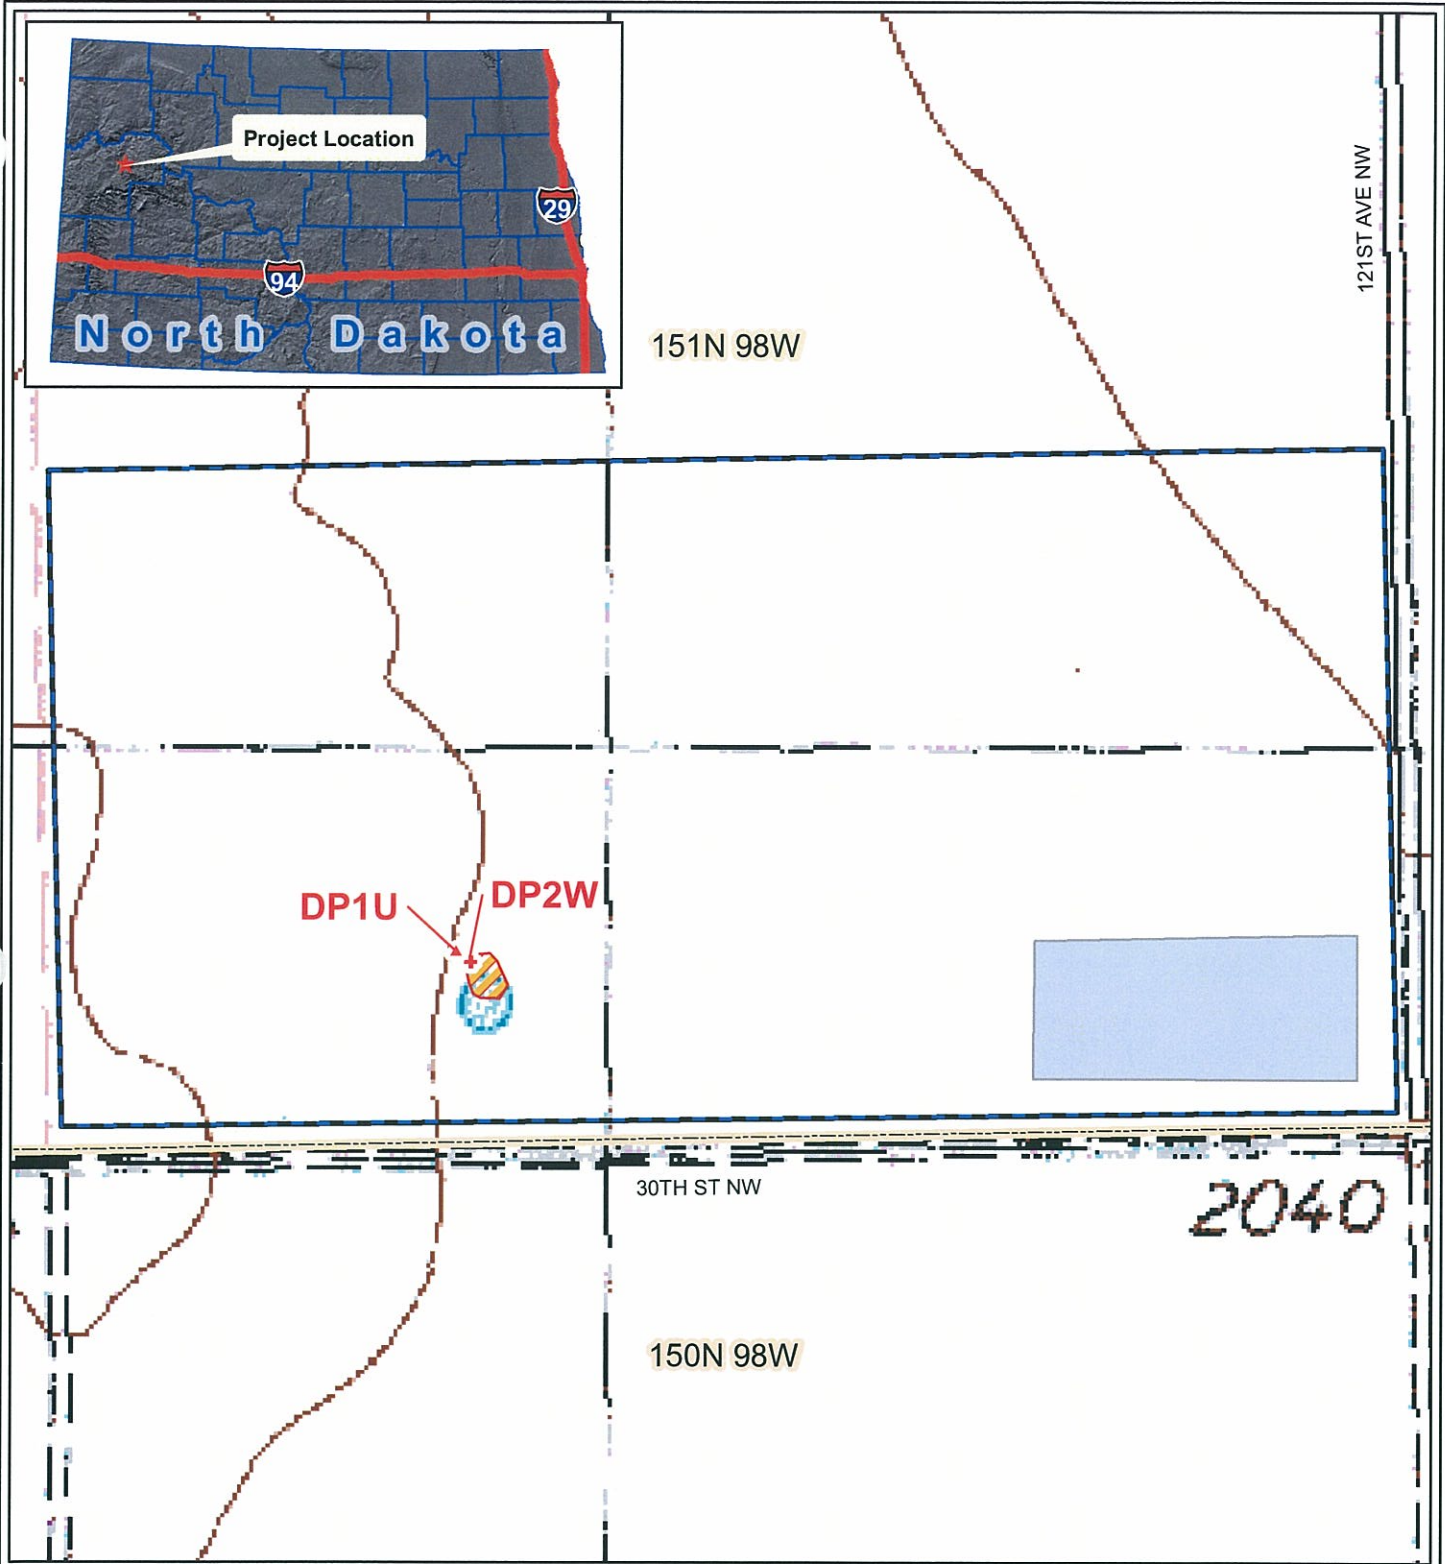 Project Location
29
94
North Dakota
121ST AVE NW
151N 98W
DP1U
DP2W
30TH ST NW
2040
150N 98W